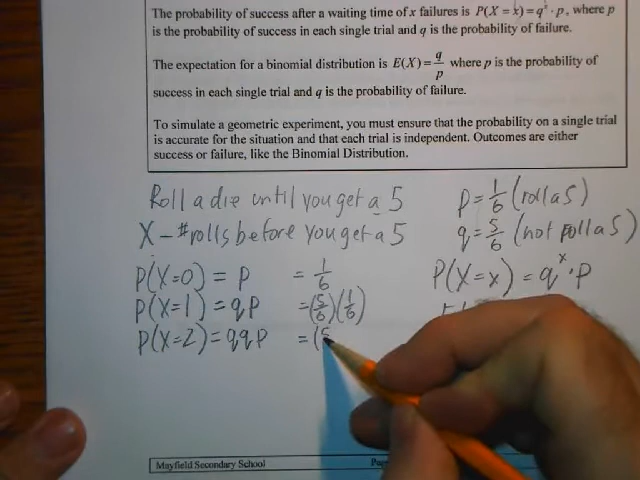 The probability of success after a waiting time of x failures is P(X = x) = qˣ · p, where p
is the probability of success in each single trial and q is the probability of failure.
The expectation for a binomial distribution is E(X) = q/p where p is the probability of
success in each single trial and q is the probability of failure.
To simulate a geometric experiment, you must ensure that the probability on a single trial
is accurate for the situation and that each trial is independent. Outcomes are either
success or failure, like the Binomial Distribution.
Roll a die until you get a 5
X - # rolls before you get a 5
P(X=0) = p = 1/6
P(X=1) = qp = (5/6)(1/6)
P(X=2) = qqp = (5
p = 1/6 (roll a 5)
q = 5/6 (not roll a 5)
P(X=x) = qˣ · p
Mayfield Secondary School